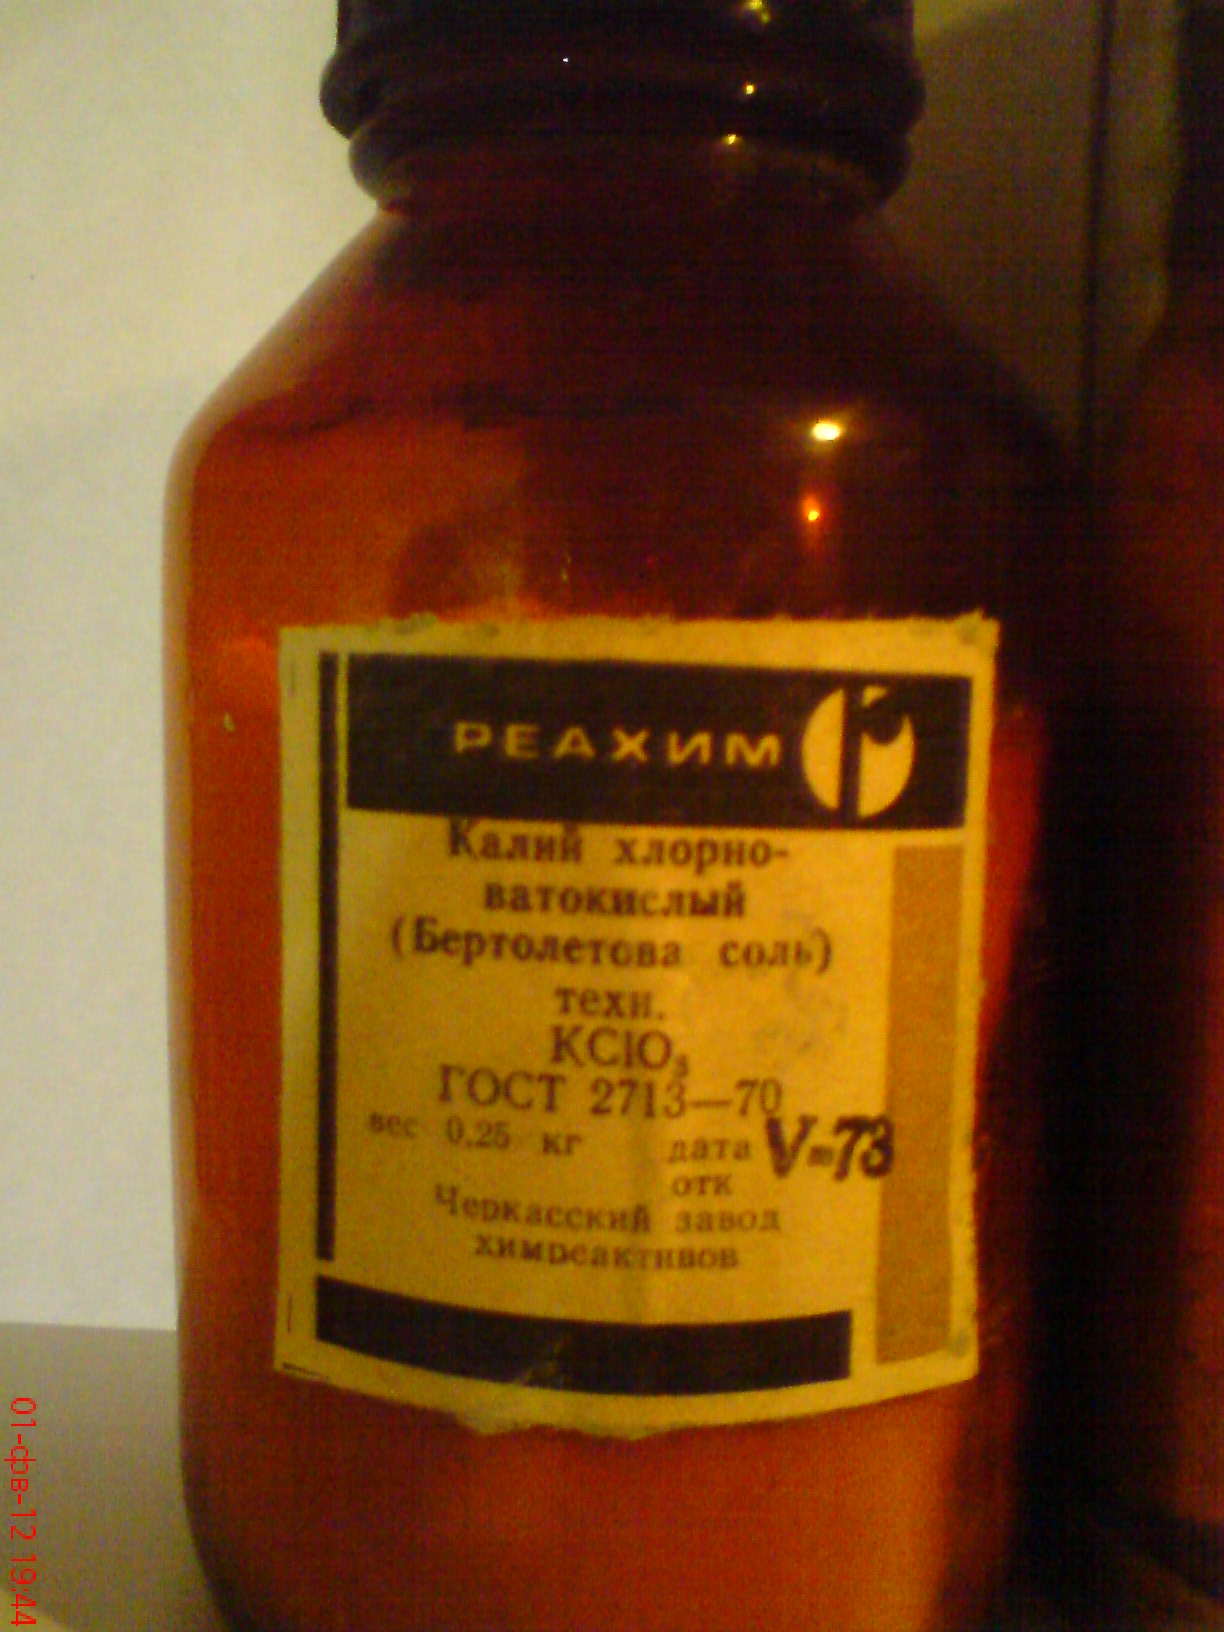 РЕАХИМ
Калий хлорно-
ватокислый
(Бертолетова соль)
техн.
KClO₃
ГОСТ 2713—70
вес 0.25 кг дата V-73
отк
Черкасский завод
химреактивов
01-фв-12 19:44